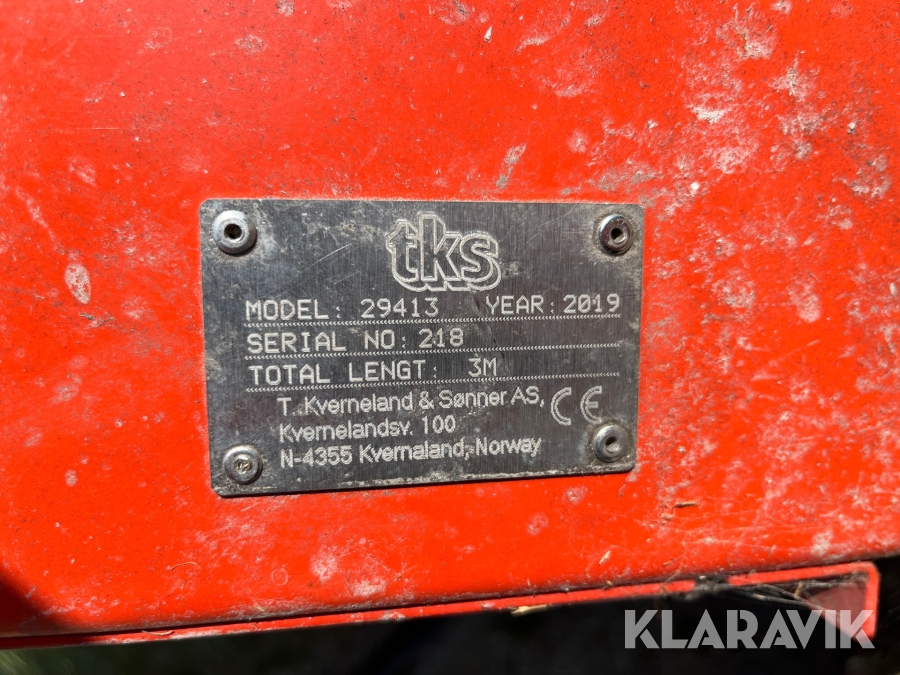 tks
MODEL: 29413 YEAR: 2019
SERIAL NO: 218
TOTAL LENGT: 3M
T. Kverneland & Sønner AS,
Kvernelandsv. 100
N-4355 Kvernaland, Norway
CE
KLARAVIK